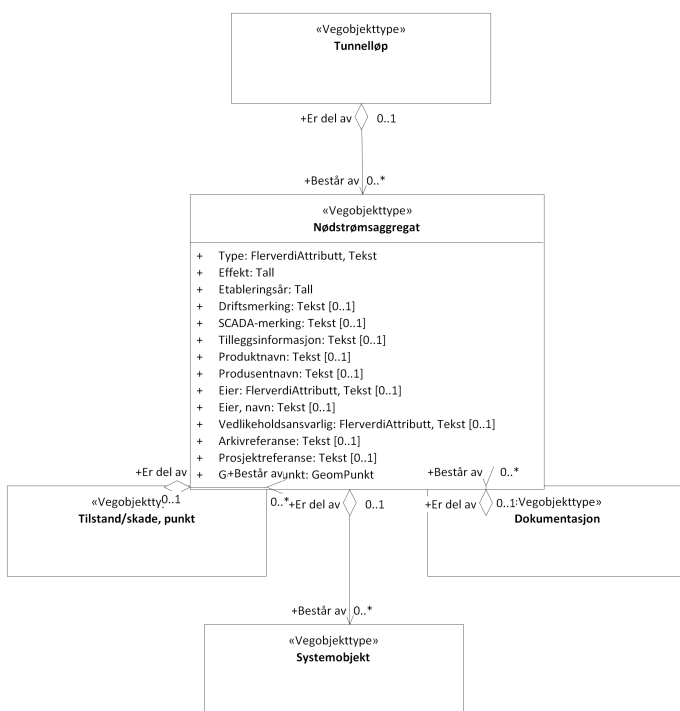 «Vegobjekttype»
Tunnelløp
+Er del av 0..1
+Består av 0..*
«Vegobjekttype»
Nødstrømsaggregat
+ Type: FlerverdiAttributt, Tekst
+ Effekt: Tall
+ Etableringsår: Tall
+ Driftsmerking: Tekst [0..1]
+ SCADA-merking: Tekst [0..1]
+ Tilleggsinformasjon: Tekst [0..1]
+ Produktnavn: Tekst [0..1]
+ Produsentnavn: Tekst [0..1]
+ Eier: FlerverdiAttributt, Tekst [0..1]
+ Eier, navn: Tekst [0..1]
+ Vedlikeholdsansvarlig: FlerverdiAttributt, Tekst [0..1]
+ Arkivreferanse: Tekst [0..1]
+ Prosjektreferanse: Tekst [0..1]
+Er del av + G +Består av unkt: GeomPunkt +Består av 0..*
«Vegobjektty 0..1 0..* +Er del av 0..1 +Er del av 0..1 Vegobjekttype»
Tilstand/skade, punkt Dokumentasjon
+Består av 0..*
«Vegobjekttype»
Systemobjekt